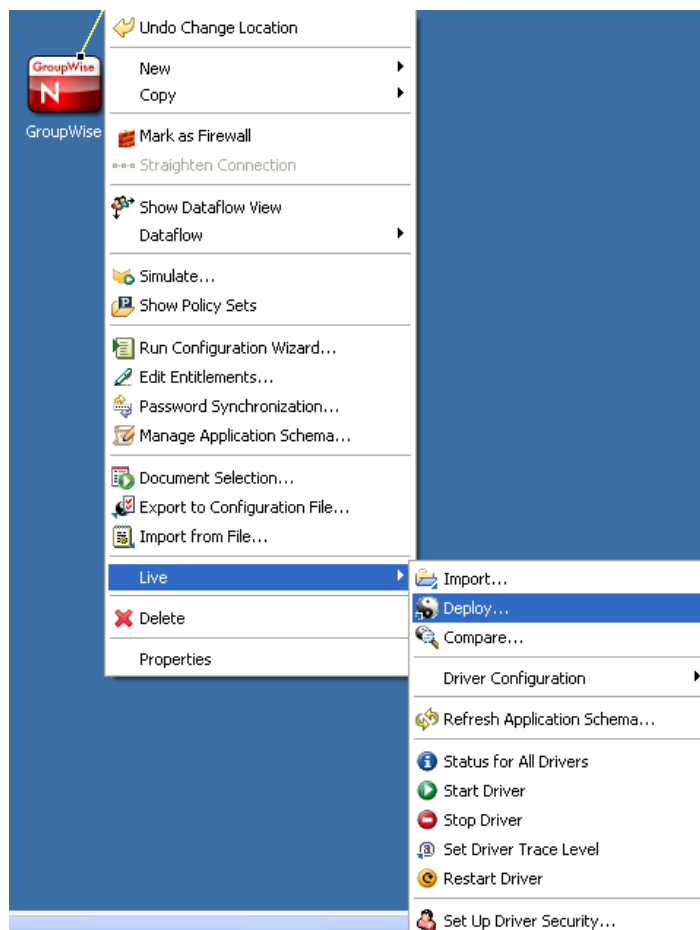 Undo Change Location
GroupWise
N
GroupWise
New
Copy
Mark as Firewall
Straighten Connection
Show Dataflow View
Dataflow
Simulate...
Show Policy Sets
Run Configuration Wizard...
Edit Entitlements...
Password Synchronization...
Manage Application Schema...
Document Selection...
Export to Configuration File...
Import from File...
Live
Delete
Properties
Import...
Deploy...
Compare...
Driver Configuration
Refresh Application Schema...
Status for All Drivers
Start Driver
Stop Driver
Set Driver Trace Level
Restart Driver
Set Up Driver Security...